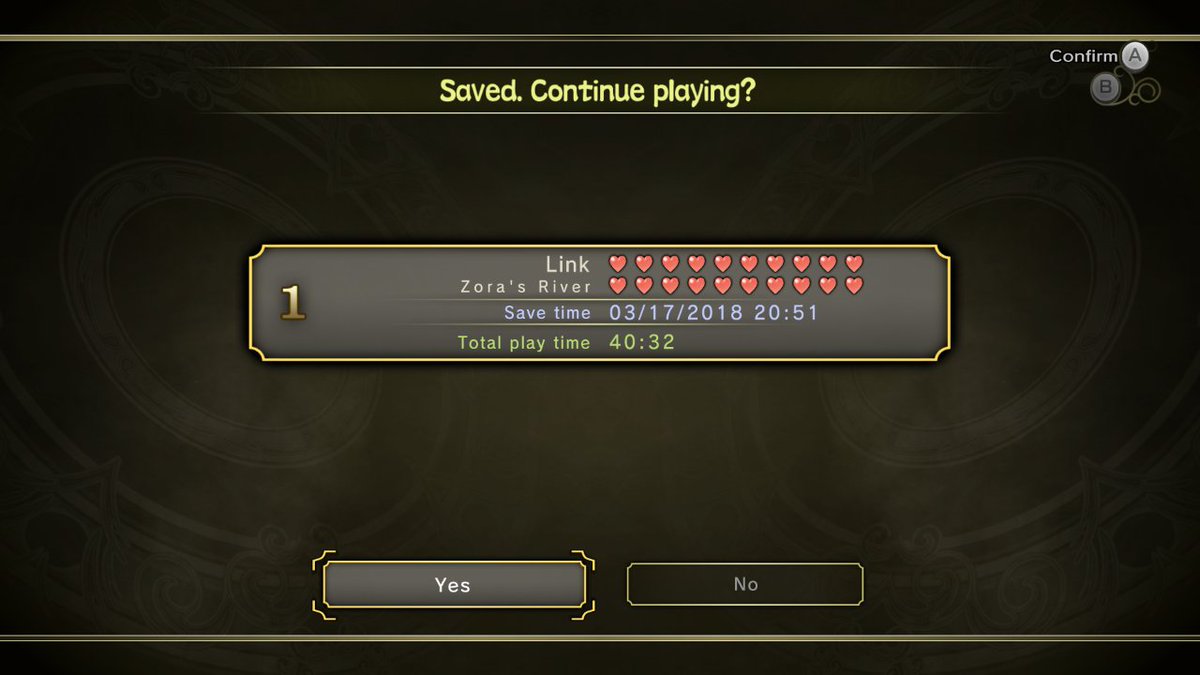 Confirm A
B
Saved. Continue playing?
1
Link
Zora's River
Save time 03/17/2018 20:51
Total play time 40:32
Yes
No